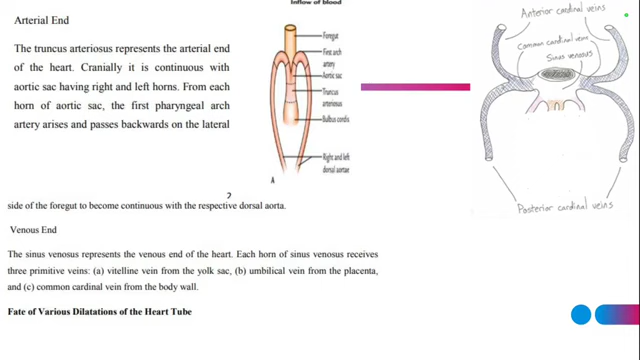 Arterial End
The truncus arteriosus represents the arterial end
of the heart. Cranially it is continuous with
aortic sac having right and left horns. From each
horn of aortic sac, the first pharyngeal arch
artery arises and passes backwards on the lateral
side of the foregut to become continuous with the respective dorsal aorta.
Venous End
The sinus venosus represents the venous end of the heart. Each horn of sinus venosus receives
three primitive veins: (a) vitelline vein from the yolk sac, (b) umbilical vein from the placenta,
and (c) common cardinal vein from the body wall.
Fate of Various Dilatations of the Heart Tube
Inflow of blood
Foregut
First arch
artery
Aortic sac
Truncus
arteriosus
Bulbus cordis
Right and left
dorsal aortae
A
Anterior cardinal veins
Common cardinal vein
Sinus venosus
Posterior cardinal veins